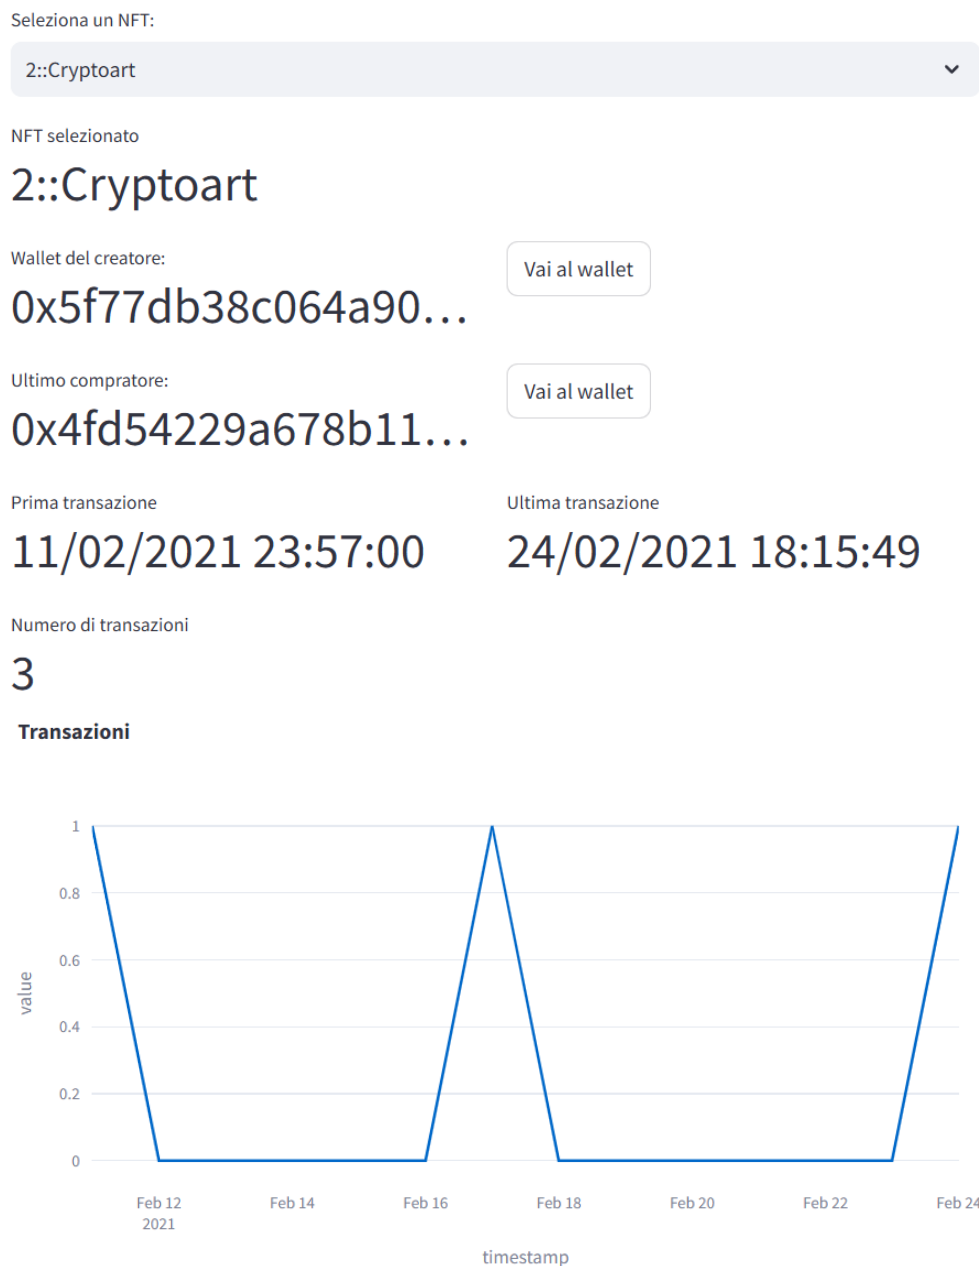 Seleziona un NFT:
2::Cryptoart
NFT selezionato
2::Cryptoart
Wallet del creatore:
Vai al wallet
0x5f77db38c064a90...
Ultimo compratore:
Vai al wallet
0x4fd54229a678b11...
Prima transazione
Ultima transazione
11/02/2021 23:57:00
24/02/2021 18:15:49
Numero di transazioni
3
Transazioni
1
0.8
0.6
0.4
0.2
0
value
Feb 12 Feb 14 Feb 16 Feb 18 Feb 20 Feb 22 Feb 24
2021
timestamp